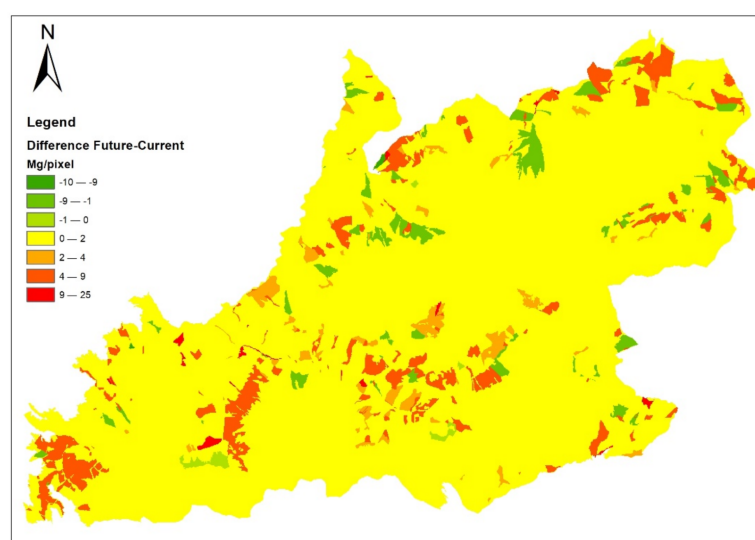 N
Legend
Difference Future-Current
Mg/pixel
-10 — -9
-9 — -1
-1 — 0
0 — 2
2 — 4
4 — 9
9 — 25